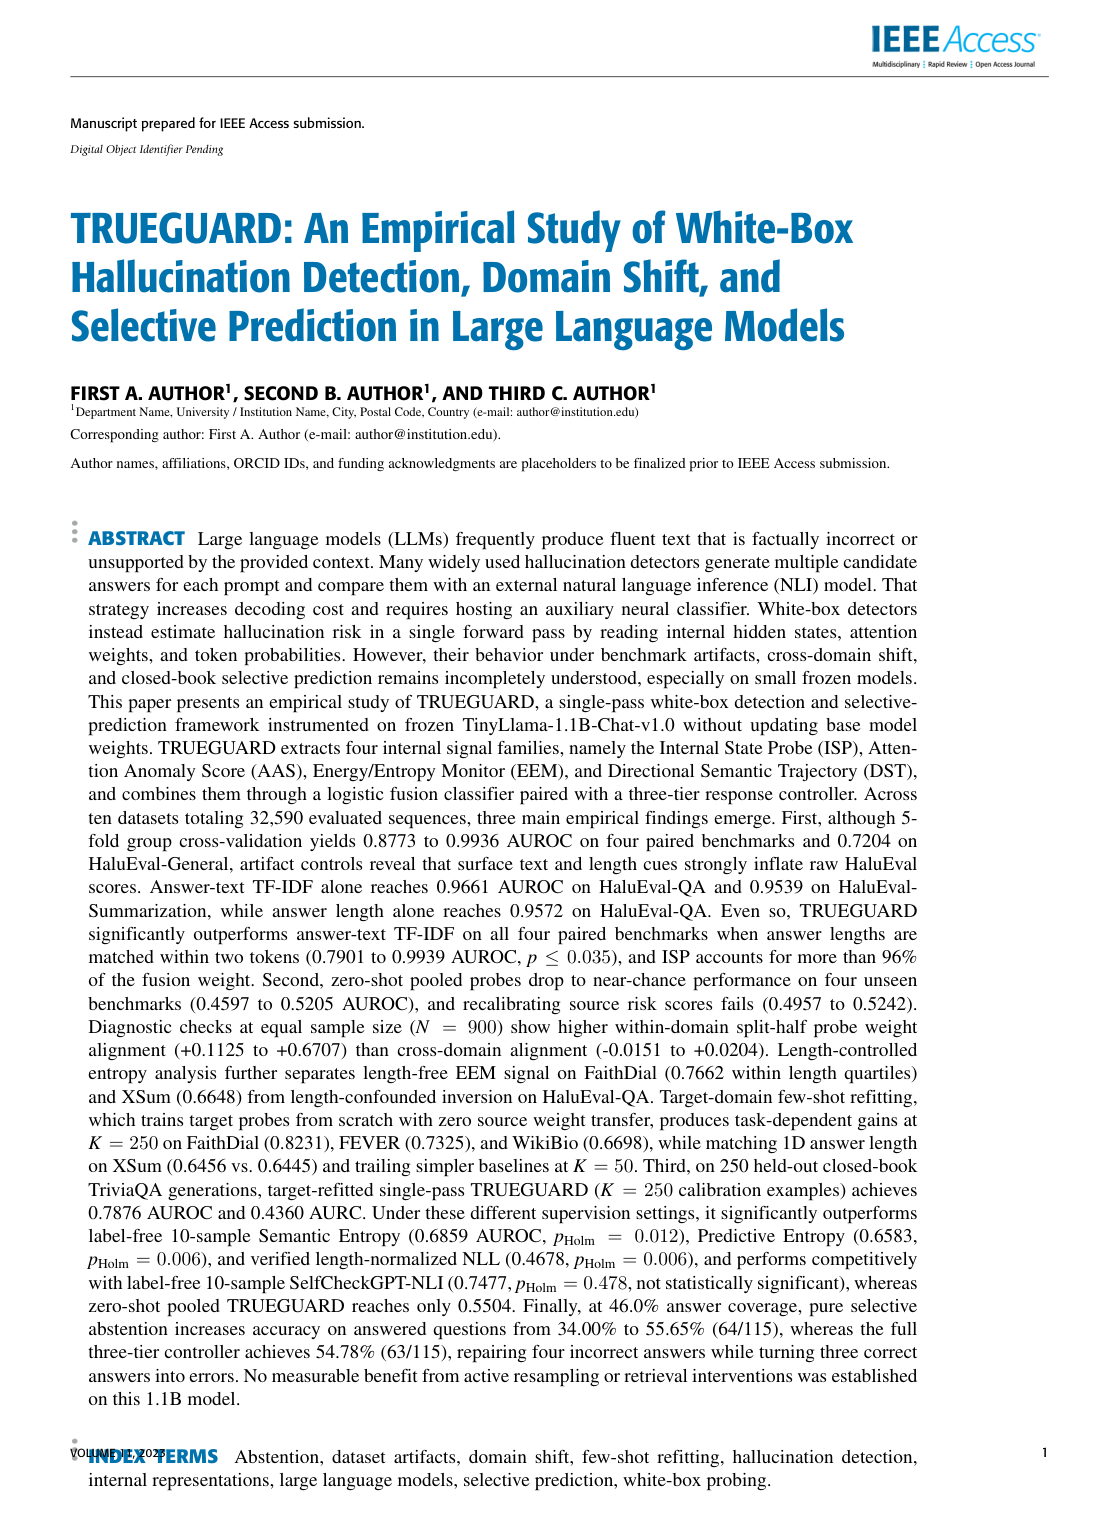 IEEE Access
Multidisciplinary | Rapid Review | Open Access Journal
Manuscript prepared for IEEE Access submission.
Digital Object Identifier Pending
TRUEGUARD: An Empirical Study of White-Box
Hallucination Detection, Domain Shift, and
Selective Prediction in Large Language Models
FIRST A. AUTHOR¹, SECOND B. AUTHOR¹, AND THIRD C. AUTHOR¹
¹Department Name, University / Institution Name, City, Postal Code, Country (e-mail: author@institution.edu)
Corresponding author: First A. Author (e-mail: author@institution.edu).
Author names, affiliations, ORCID IDs, and funding acknowledgments are placeholders to be finalized prior to IEEE Access submission.
ABSTRACT Large language models (LLMs) frequently produce fluent text that is factually incorrect or
unsupported by the provided context. Many widely used hallucination detectors generate multiple candidate
answers for each prompt and compare them with an external natural language inference (NLI) model. That
strategy increases decoding cost and requires hosting an auxiliary neural classifier. White-box detectors
instead estimate hallucination risk in a single forward pass by reading internal hidden states, attention
weights, and token probabilities. However, their behavior under benchmark artifacts, cross-domain shift,
and closed-book selective prediction remains incompletely understood, especially on small frozen models.
This paper presents an empirical study of TRUEGUARD, a single-pass white-box detection and selective-
prediction framework instrumented on frozen TinyLlama-1.1B-Chat-v1.0 without updating base model
weights. TRUEGUARD extracts four internal signal families, namely the Internal State Probe (ISP), Atten-
tion Anomaly Score (AAS), Energy/Entropy Monitor (EEM), and Directional Semantic Trajectory (DST),
and combines them through a logistic fusion classifier paired with a three-tier response controller. Across
ten datasets totaling 32,590 evaluated sequences, three main empirical findings emerge. First, although 5-
fold group cross-validation yields 0.8773 to 0.9936 AUROC on four paired benchmarks and 0.7204 on
HaluEval-General, artifact controls reveal that surface text and length cues strongly inflate raw HaluEval
scores. Answer-text TF-IDF alone reaches 0.9661 AUROC on HaluEval-QA and 0.9539 on HaluEval-
Summarization, while answer length alone reaches 0.9572 on HaluEval-QA. Even so, TRUEGUARD
significantly outperforms answer-text TF-IDF on all four paired benchmarks when answer lengths are
matched within two tokens (0.7901 to 0.9939 AUROC, p ≤ 0.035), and ISP accounts for more than 96%
of the fusion weight. Second, zero-shot pooled probes drop to near-chance performance on four unseen
benchmarks (0.4597 to 0.5205 AUROC), and recalibrating source risk scores fails (0.4957 to 0.5242).
Diagnostic checks at equal sample size (N = 900) show higher within-domain split-half probe weight
alignment (+0.1125 to +0.6707) than cross-domain alignment (-0.0151 to +0.0204). Length-controlled
entropy analysis further separates length-free EEM signal on FaithDial (0.7662 within length quartiles)
and XSum (0.6648) from length-confounded inversion on HaluEval-QA. Target-domain few-shot refitting,
which trains target probes from scratch with zero source weight transfer, produces task-dependent gains at
K = 250 on FaithDial (0.8231), FEVER (0.7325), and WikiBio (0.6698), while matching 1D answer length
on XSum (0.6456 vs. 0.6445) and trailing simpler baselines at K = 50. Third, on 250 held-out closed-book
TriviaQA generations, target-refitted single-pass TRUEGUARD (K = 250 calibration examples) achieves
0.7876 AUROC and 0.4360 AURC. Under these different supervision settings, it significantly outperforms
label-free 10-sample Semantic Entropy (0.6859 AUROC, pHolm = 0.012), Predictive Entropy (0.6583,
pHolm = 0.006), and verified length-normalized NLL (0.4678, pHolm = 0.006), and performs competitively
with label-free 10-sample SelfCheckGPT-NLI (0.7477, pHolm = 0.478, not statistically significant), whereas
zero-shot pooled TRUEGUARD reaches only 0.5504. Finally, at 46.0% answer coverage, pure selective
abstention increases accuracy on answered questions from 34.00% to 55.65% (64/115), whereas the full
three-tier controller achieves 54.78% (63/115), repairing four incorrect answers while turning three correct
answers into errors. No measurable benefit from active resampling or retrieval interventions was established
on this 1.1B model.
VOLUME 11, 2023
1
INDEX TERMS Abstention, dataset artifacts, domain shift, few-shot refitting, hallucination detection,
internal representations, large language models, selective prediction, white-box probing.